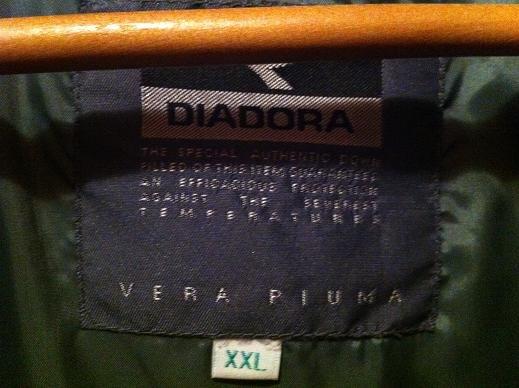 DIADORA
THE SPECIAL AUTHENTIC DOWN
FILLED OF THIS ITEM GUARANTEED
AN EFFICACIOUS PROTECTION
AGAINST THE SEVEREST
TEMPERATURES
VERA PIUMA
XXL